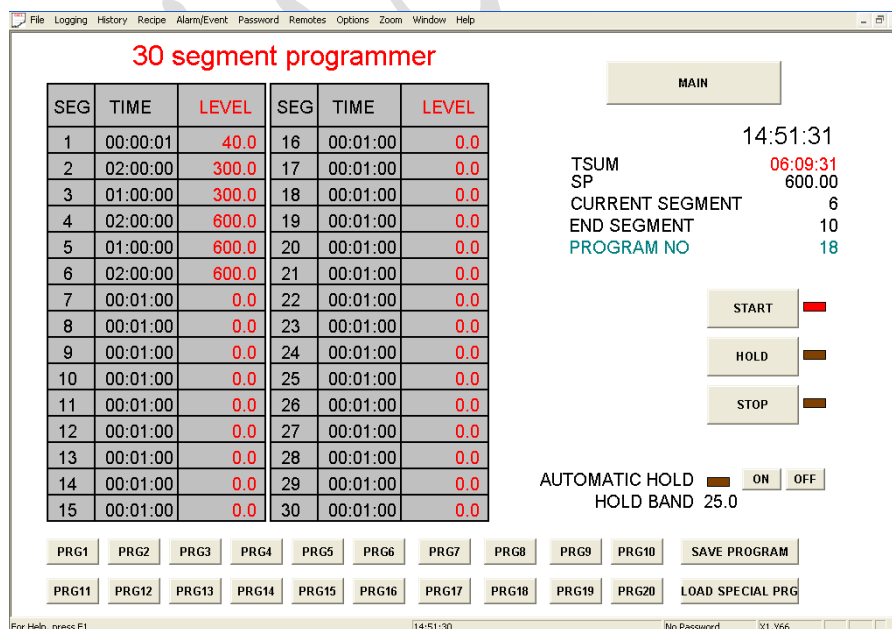 File Logging History Recipe Alarm/Event Password Remotes Options Zoom Window Help
30 segment programmer
SEG TIME LEVEL SEG TIME LEVEL
1 00:00:01 40.0 16 00:01:00 0.0
2 02:00:00 300.0 17 00:01:00 0.0
3 01:00:00 300.0 18 00:01:00 0.0
4 02:00:00 600.0 19 00:01:00 0.0
5 01:00:00 600.0 20 00:01:00 0.0
6 02:00:00 600.0 21 00:01:00 0.0
7 00:01:00 0.0 22 00:01:00 0.0
8 00:01:00 0.0 23 00:01:00 0.0
9 00:01:00 0.0 24 00:01:00 0.0
10 00:01:00 0.0 25 00:01:00 0.0
11 00:01:00 0.0 26 00:01:00 0.0
12 00:01:00 0.0 27 00:01:00 0.0
13 00:01:00 0.0 28 00:01:00 0.0
14 00:01:00 0.0 29 00:01:00 0.0
15 00:01:00 0.0 30 00:01:00 0.0
MAIN
14:51:31
TSUM 06:09:31
SP 600.00
CURRENT SEGMENT 6
END SEGMENT 10
PROGRAM NO 18
START
HOLD
STOP
AUTOMATIC HOLD ON OFF
HOLD BAND 25.0
PRG1 PRG2 PRG3 PRG4 PRG5 PRG6 PRG7 PRG8 PRG9 PRG10 SAVE PROGRAM
PRG11 PRG12 PRG13 PRG14 PRG15 PRG16 PRG17 PRG18 PRG19 PRG20 LOAD SPECIAL PRG
For Help, press F1 14:51:30 No Password X1,Y66